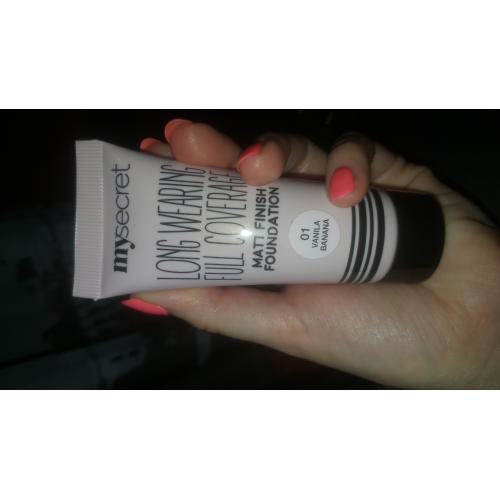 mysecret
LONG WEARING
FULL COVERAGE
MATT FINISH
FOUNDATION
01
VANILA
BANANA